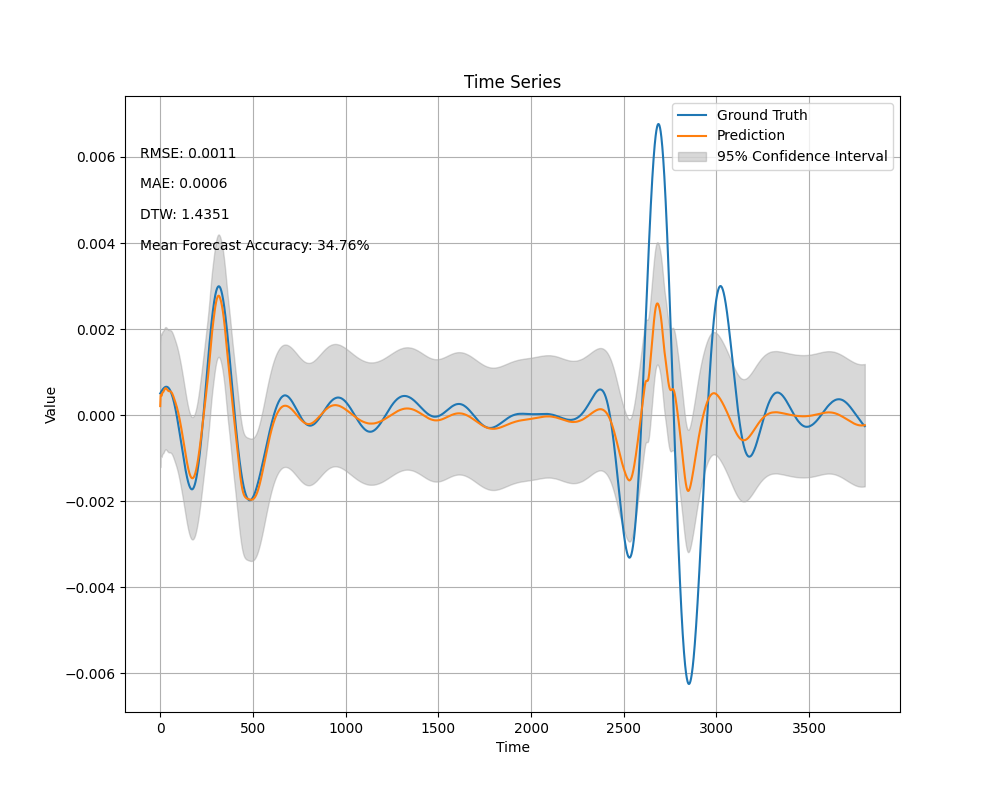 Time Series
Ground Truth
Prediction
95% Confidence Interval
RMSE: 0.0011
MAE: 0.0006
DTW: 1.4351
Mean Forecast Accuracy: 34.76%
Value
0.006
0.004
0.002
0.000
−0.002
−0.004
−0.006
0 500 1000 1500 2000 2500 3000 3500
Time